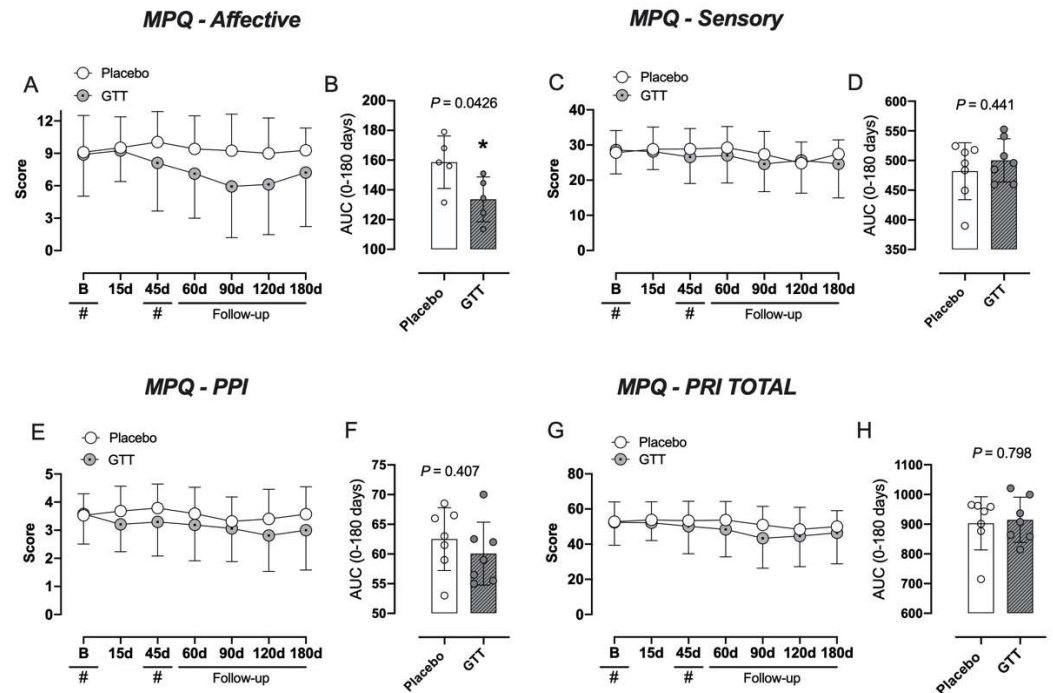 MPQ - Affective
A
Placebo
GTT
Score
12
9
6
3
0
B 15d 45d 60d 90d 120d 180d
# # Follow-up
B
P = 0.0426
*
AUC (0-180 days)
200
180
160
140
120
100
Placebo
GTT
MPQ - Sensory
C
Placebo
GTT
Score
40
30
20
10
0
B 15d 45d 60d 90d 120d 180d
# # Follow-up
D
P = 0.441
AUC (0-180 days)
600
550
500
450
400
350
Placebo
GTT
MPQ - PPI
E
Placebo
GTT
Score
5
4
3
2
1
0
B 15d 45d 60d 90d 120d 180d
# # Follow-up
F
P = 0.407
AUC (0-180 days)
75
70
65
60
55
50
Placebo
GTT
MPQ - PRI TOTAL
G
Placebo
GTT
Score
80
60
40
20
0
B 15d 45d 60d 90d 120d 180d
# # Follow-up
H
P = 0.798
AUC (0-180 days)
1100
1000
900
800
700
600
Placebo
GTT